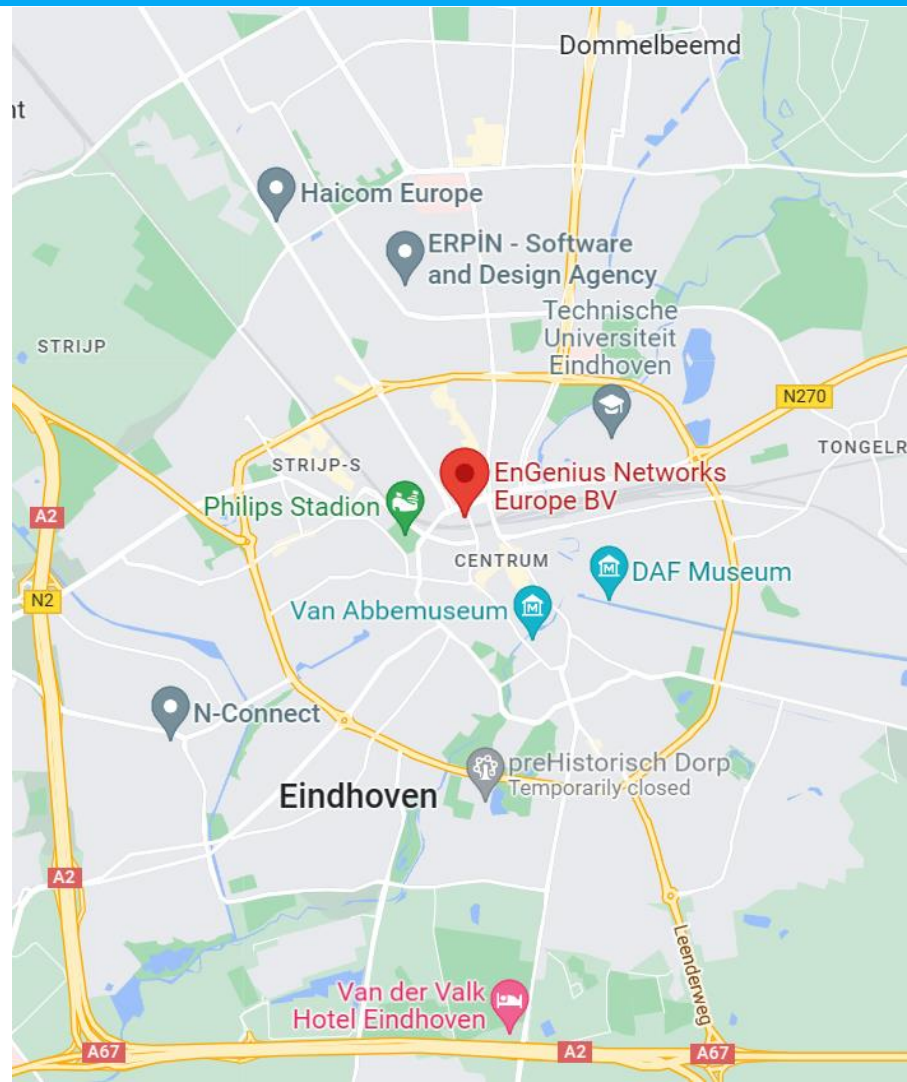 Dommelbeemd
nt
Haicom Europe
ERPİN - Software
and Design Agency
Technische
Universiteit
Eindhoven
STRIJP
N270
TONGELR
STRIJP-S
EnGenius Networks
Europe BV
Philips Stadion
A2
CENTRUM
DAF Museum
N2
Van Abbemuseum
N-Connect
preHistorisch Dorp
Temporarily closed
Eindhoven
A2
Leenderweg
Van der Valk
Hotel Eindhoven
A67
A2
A67